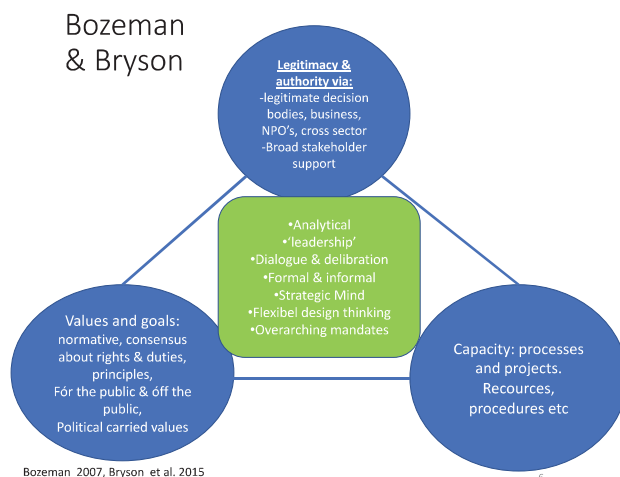 Bozeman
& Bryson
Legitimacy &
authority via:
-legitimate decision
bodies, business,
NPO's, cross sector
-Broad stakeholder
support
•Analytical
•‘leadership’
•Dialogue & delibration
•Formal & informal
•Strategic Mind
•Flexibel design thinking
•Overarching mandates
Values and goals:
normative, consensus
about rights & duties,
principles,
Fór the public & óff the
public,
Political carried values
Capacity: processes
and projects.
Recources,
procedures etc
Bozeman 2007, Bryson et al. 2015